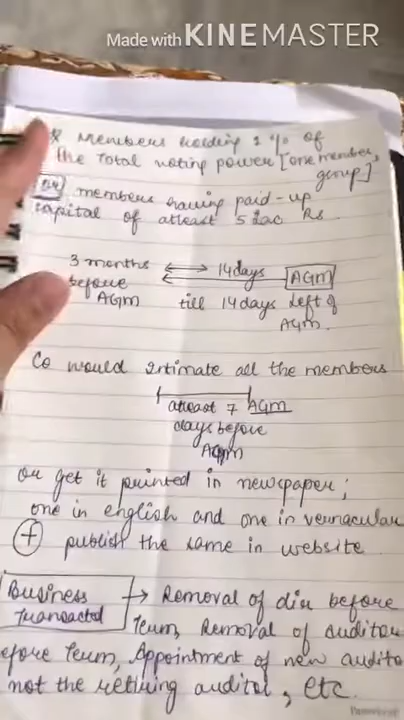 Made with KINEMASTER
* Members holding 1% of
the Total voting power [one member, group]
OR members having paid-up
capital of atleast 5 Lac Rs
3 months ↔ 14 days AGM
before
AGM
till 14 days left of
AGM.
Co would intimate all the members
atleast 7 AGM
days before
AGM
or get it printed in newspaper;
one in english and one in vernacular
+ publish the same in website
Business → Removal of dir before
Transacted Term, Removal of auditor
efore Term, Appointment of new audito
not the retiring auditor, etc.